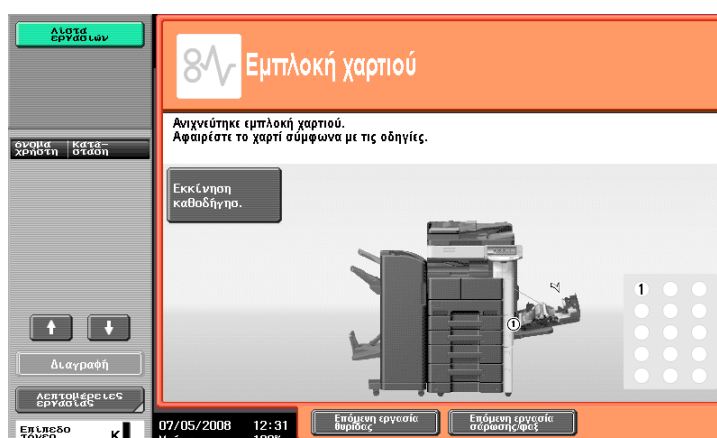 Λίστα
εργασιών
Εμπλοκή χαρτιού
Ανιχνεύτηκε εμπλοκή χαρτιού.
Αφαιρέστε το χαρτί σύμφωνα με τις οδηγίες.
όνομα Κατά-
χρήστη σταση
Εκκίνηση
καθοδήγησ.
1
1
Διαγραφή
Λεπτομέρειες
εργασίας
Επίπεδο
τόνερ K
07/05/2008 12:31
100%
Επόμενη εργασία
θυρίδας
Επόμενη εργασία
σάρωσης/φαξ